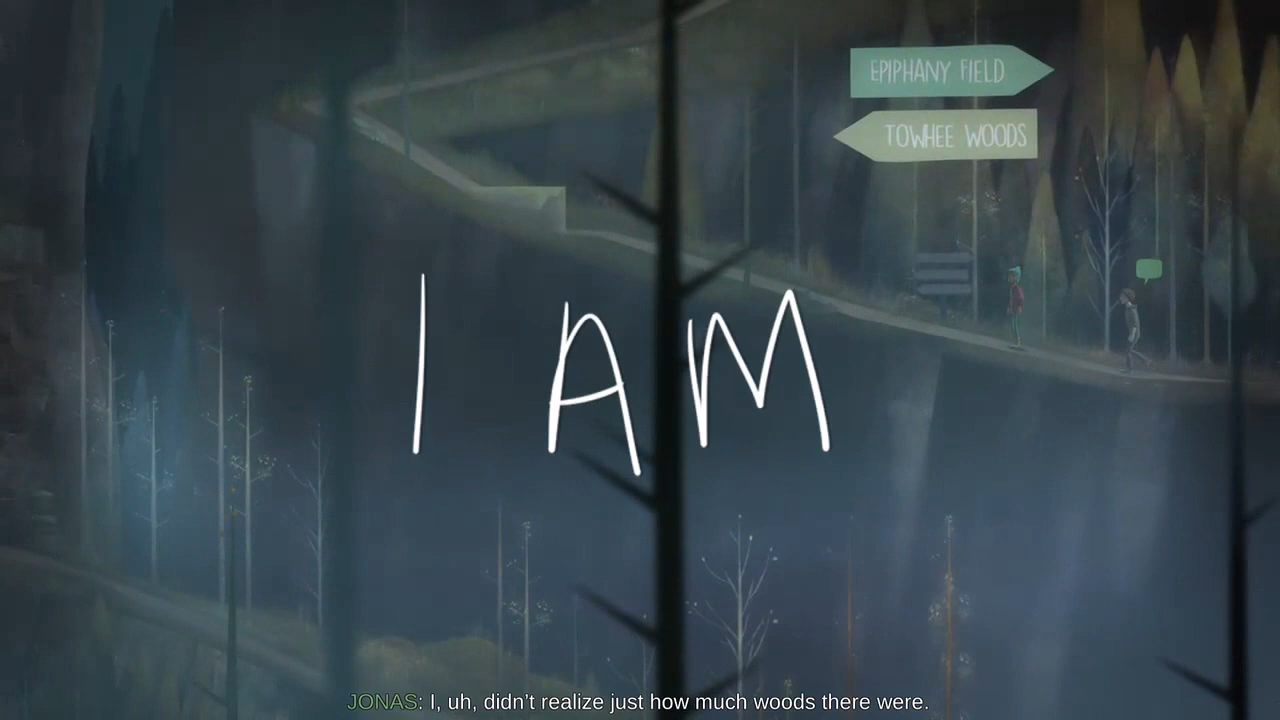 EPIPHANY FIELD
TOWHEE WOODS
I AM
JONAS: I, uh, didn't realize just how much woods there were.